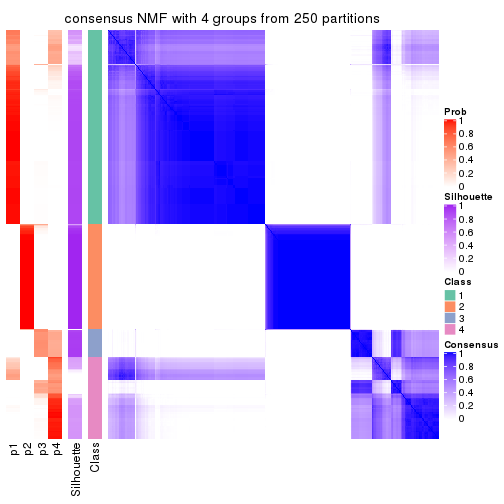 consensus NMF with 4 groups from 250 partitions
Prob
1
0.8
0.6
0.4
0.2
0
Silhouette
1
0.8
0.6
0.4
0.2
0
Class
1
2
3
4
Consensus
1
0.8
0.6
0.4
0.2
0
p1
p2
p3
p4
Silhouette
Class